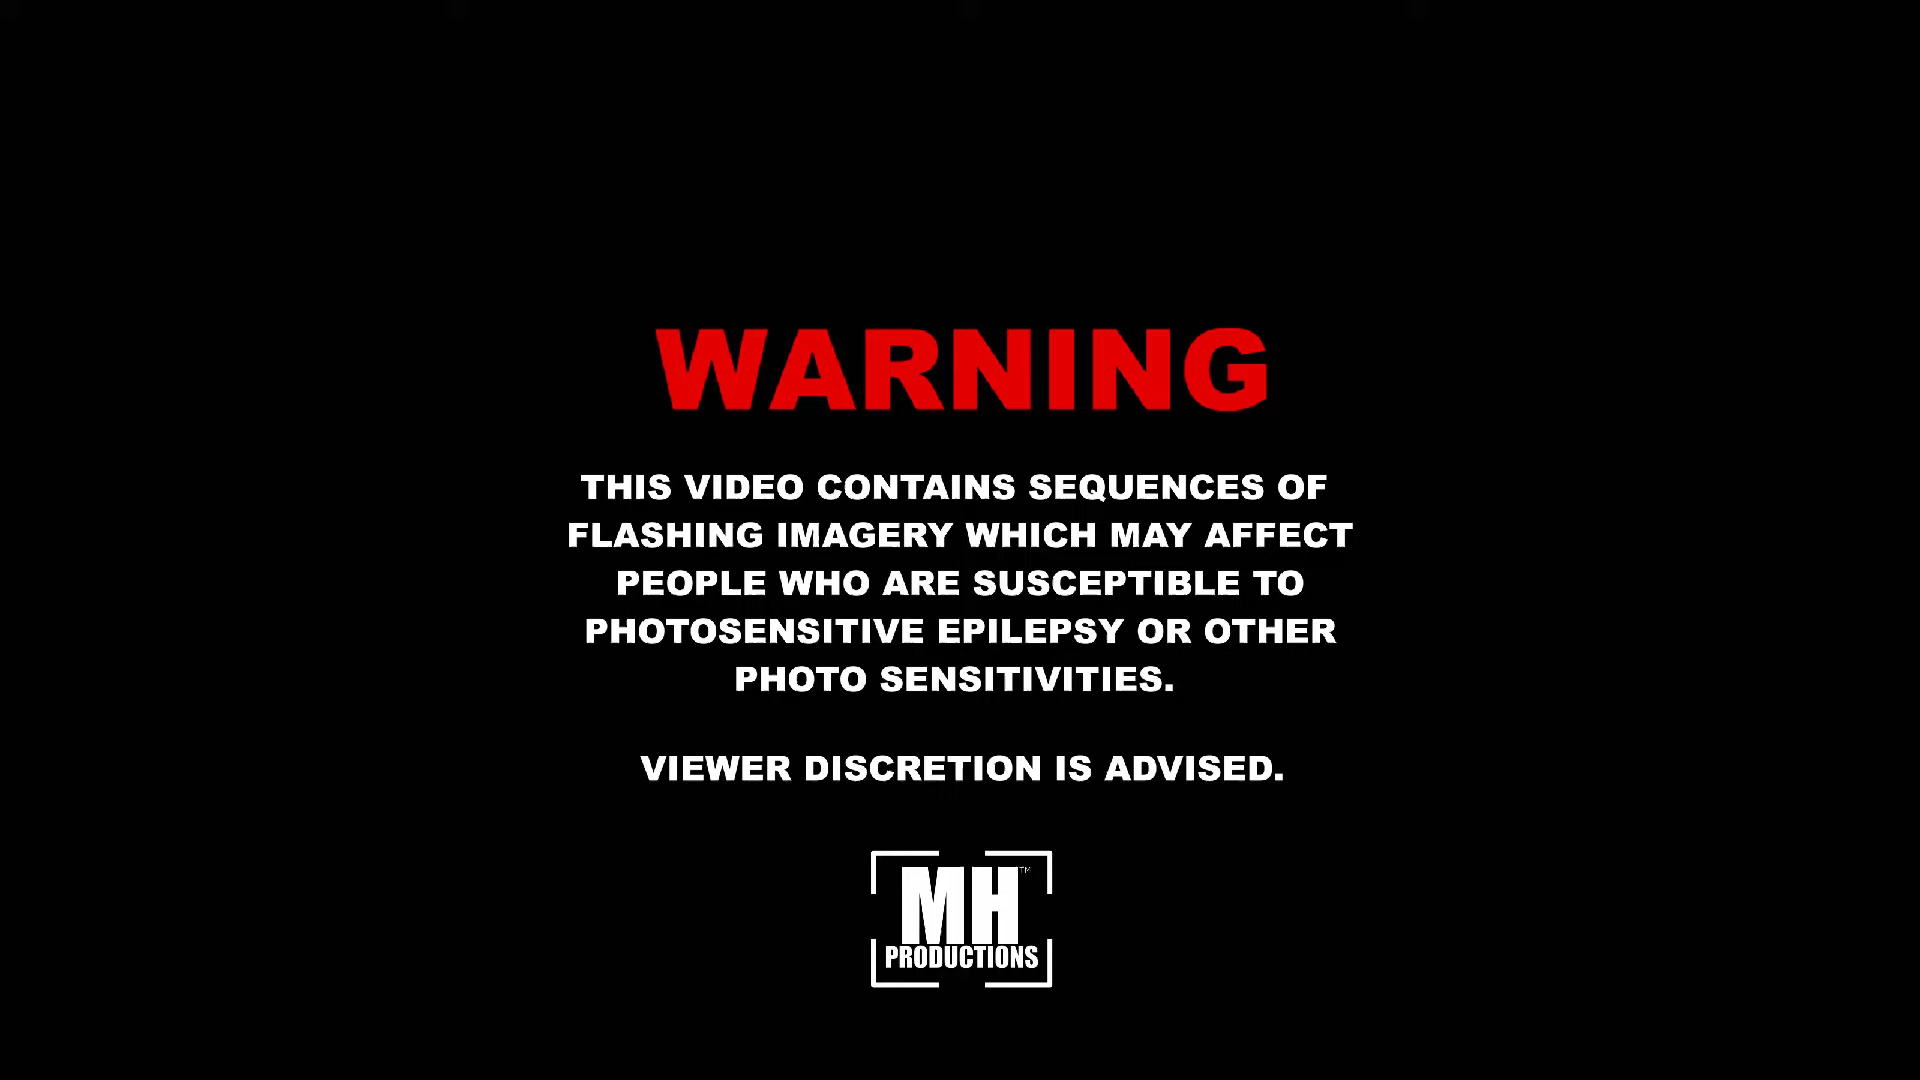 WARNING
THIS VIDEO CONTAINS SEQUENCES OF
FLASHING IMAGERY WHICH MAY AFFECT
PEOPLE WHO ARE SUSCEPTIBLE TO
PHOTOSENSITIVE EPILEPSY OR OTHER
PHOTO SENSITIVITIES.
VIEWER DISCRETION IS ADVISED.
MH™
PRODUCTIONS